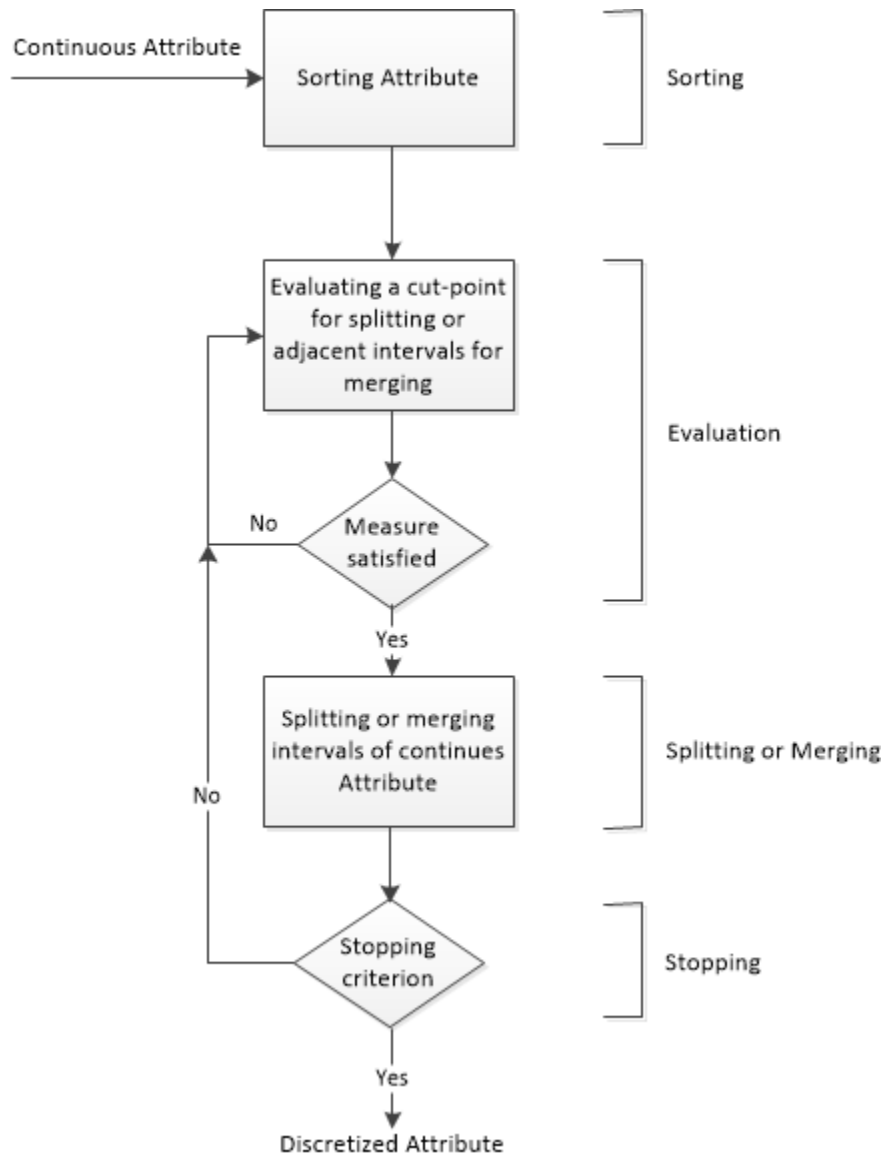 Continuous Attribute
Sorting Attribute
Sorting
Evaluating a cut-point
for splitting or
adjacent intervals for
merging
Evaluation
No
Measure
satisfied
Yes
Splitting or merging
intervals of continues
Attribute
Splitting or Merging
No
Stopping
criterion
Stopping
Yes
Discretized Attribute